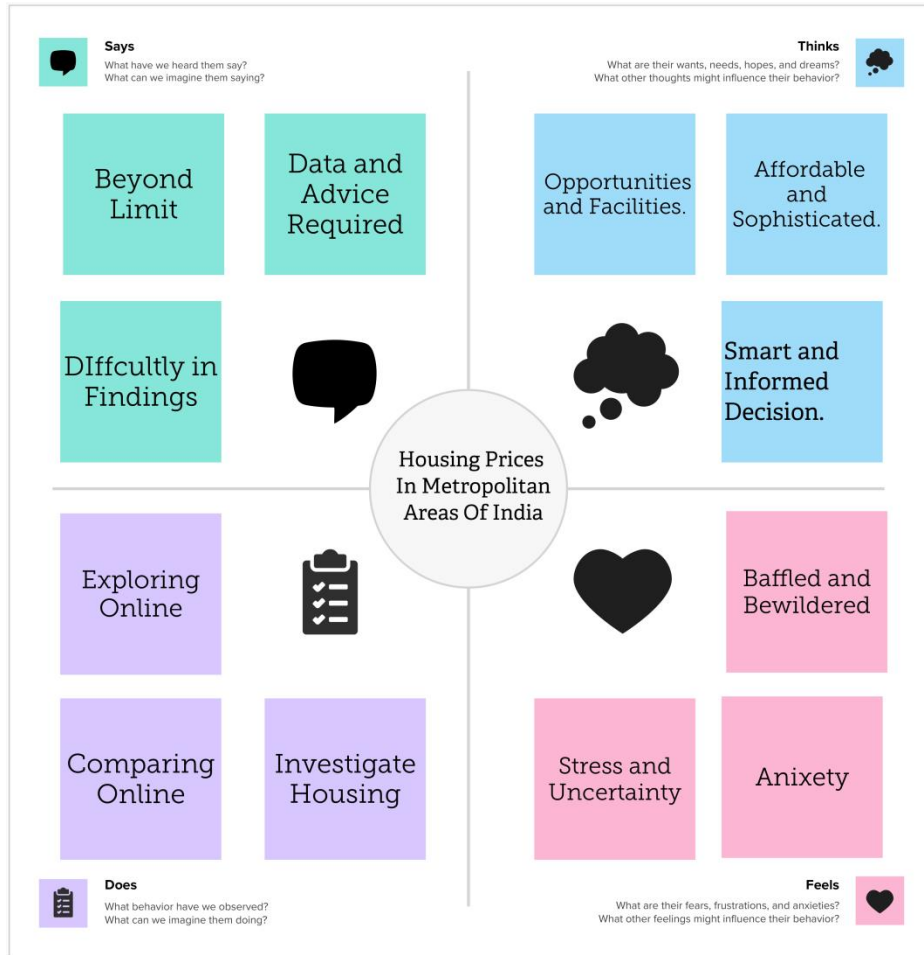 Says
What have we heard them say?
What can we imagine them saying?
Thinks
What are their wants, needs, hopes, and dreams?
What other thoughts might influence their behavior?
Beyond
Limit
Data and
Advice
Required
Opportunities
and Facilities.
Affordable
and
Sophisticated.
DIffcultly in
Findings
Smart and
Informed
Decision.
Housing Prices
In Metropolitan
Areas Of India
Exploring
Online
Baffled and
Bewildered
Comparing
Online
Investigate
Housing
Stress and
Uncertainty
Anixety
Does
What behavior have we observed?
What can we imagine them doing?
Feels
What are their fears, frustrations, and anxieties?
What other feelings might influence their behavior?